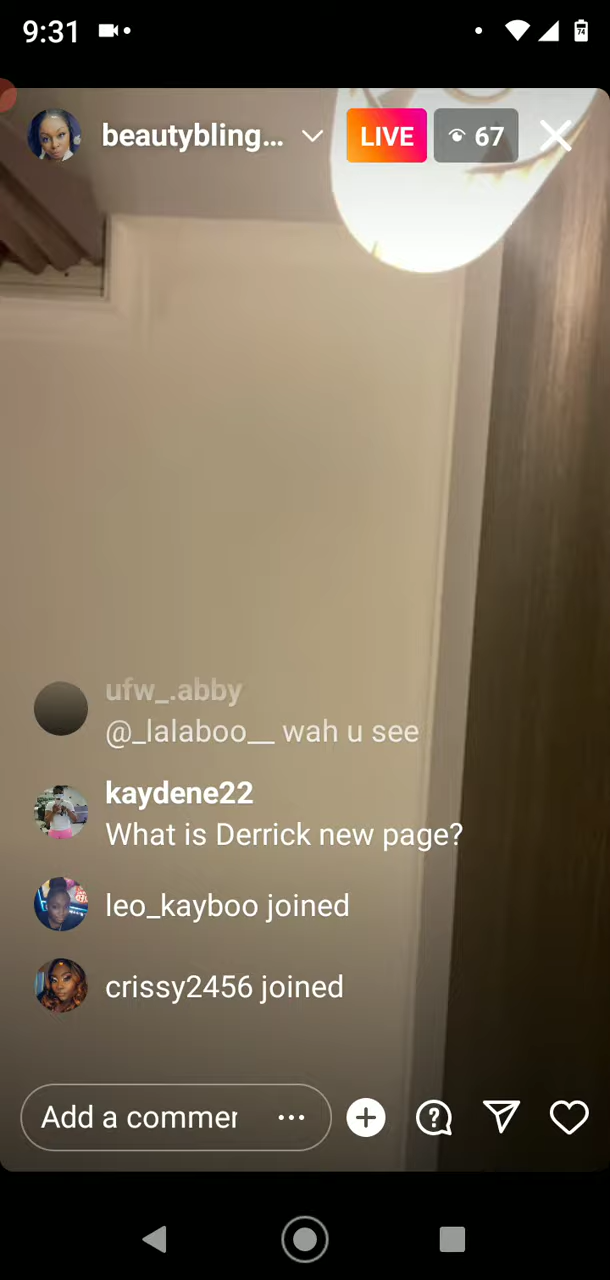 9:31
74
beautybling...
LIVE
67
ufw_.abby
@_lalaboo__ wah u see
kaydene22
What is Derrick new page?
leo_kayboo joined
crissy2456 joined
Add a commer